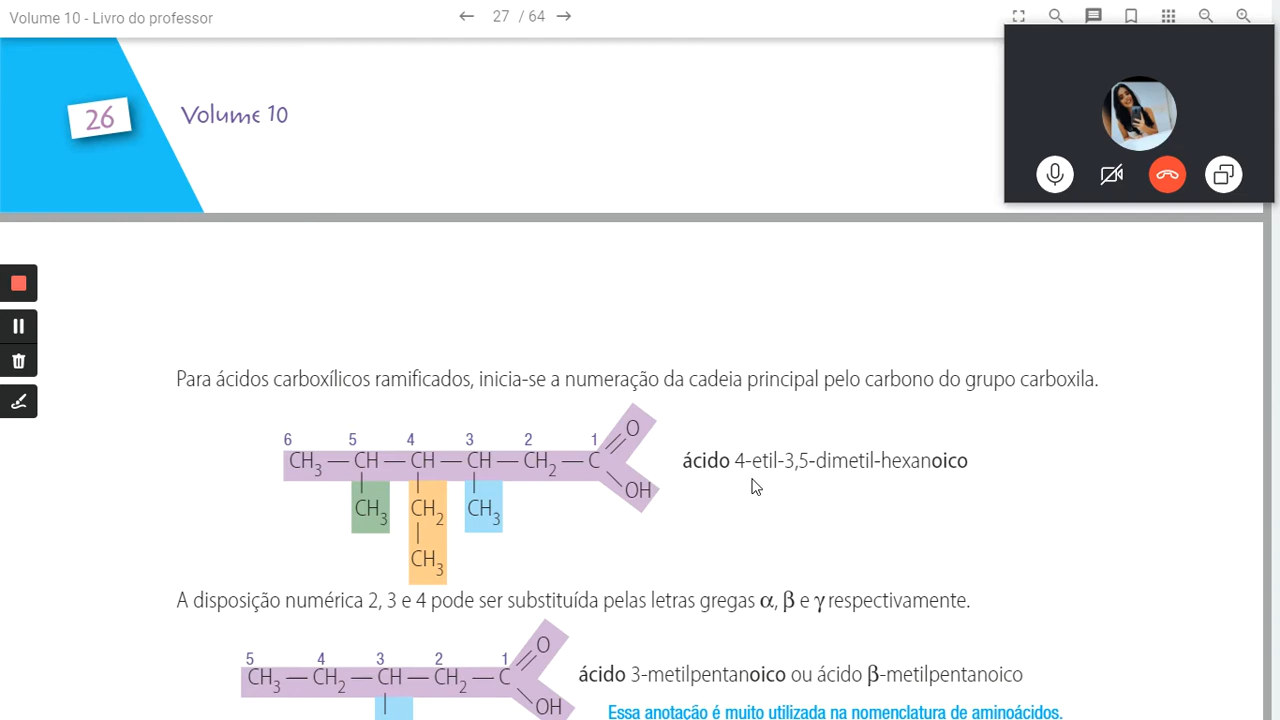 Volume 10 - Livro do professor
27 / 64
26
Volume 10
Para ácidos carboxílicos ramificados, inicia-se a numeração da cadeia principal pelo carbono do grupo carboxila.
6 5 4 3 2 1
CH3 — CH — CH — CH — CH2 — C
O
OH
ácido 4-etil-3,5-dimetil-hexanoico
CH3 CH2 CH3
CH3
A disposição numérica 2, 3 e 4 pode ser substituída pelas letras gregas α, β e γ respectivamente.
5 4 3 2 1
CH3 — CH2 — CH — CH2 — C
O
OH
ácido 3-metilpentanoico ou ácido β-metilpentanoico
Essa anotação é muito utilizada na nomenclatura de aminoácidos.